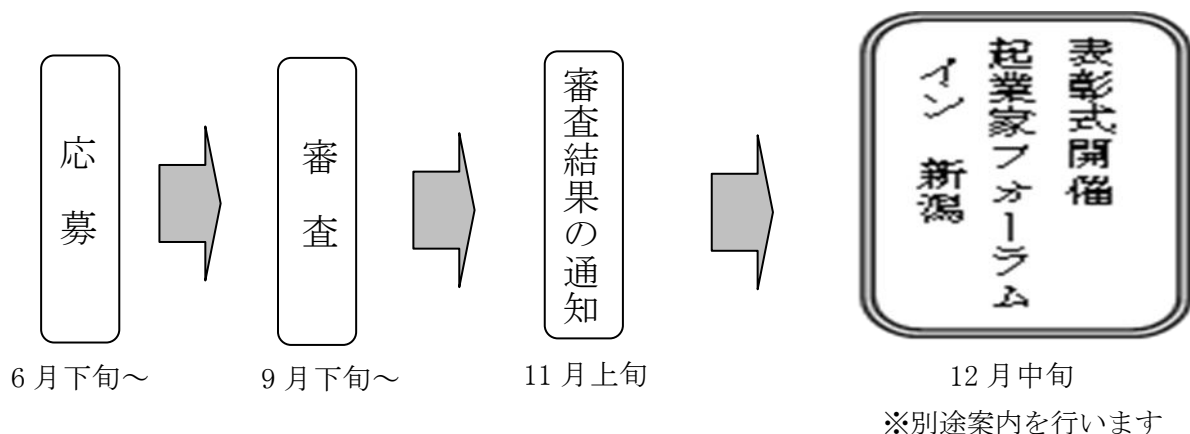 応募
審査
審査結果の通知
表彰式開催
起業家フォーラム
イン 新潟
6月下旬～
9月下旬～
11月上旬
12月中旬
※別途案内を行います